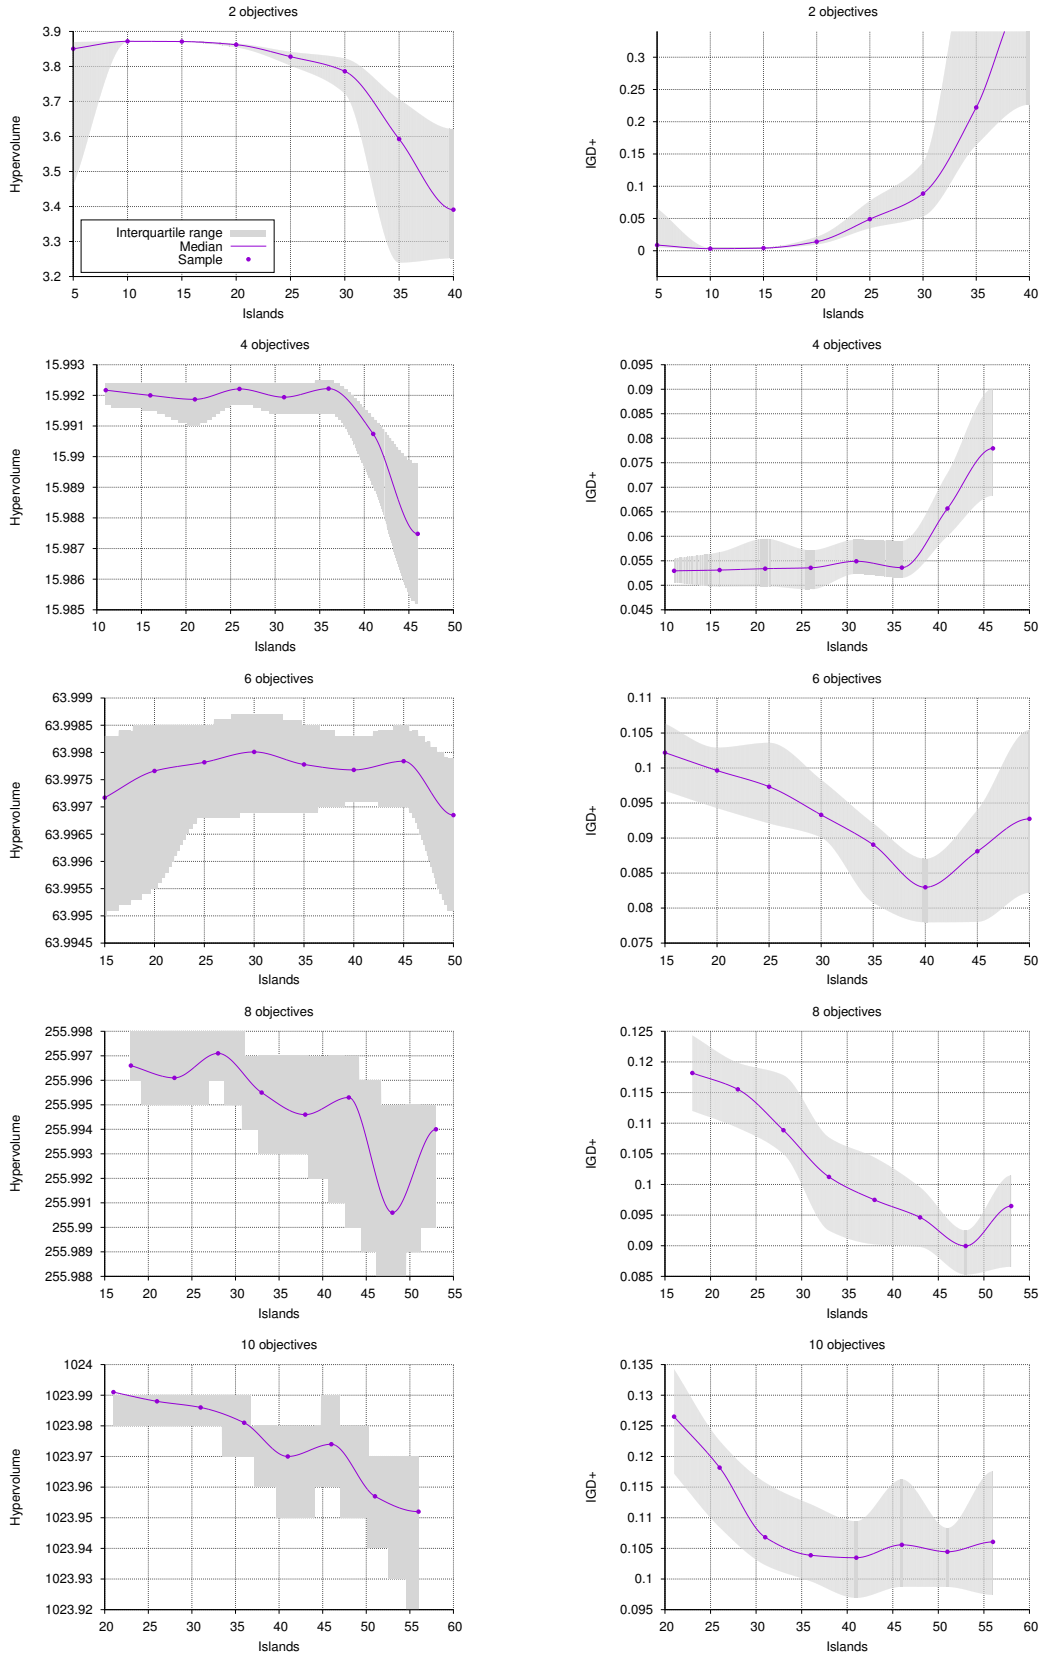 2 objectives
3.9
3.8
3.7
3.6
3.5
3.4
3.3
3.2
Hypervolume
Interquartile range
Median
Sample
5 10 15 20 25 30 35 40
Islands
2 objectives
0.3
0.25
0.2
0.15
0.1
0.05
0
IGD+
5 10 15 20 25 30 35 40
Islands
4 objectives
15.993
15.992
15.991
15.99
15.989
15.988
15.987
15.986
15.985
Hypervolume
10 15 20 25 30 35 40 45 50
Islands
4 objectives
0.095
0.09
0.085
0.08
0.075
0.07
0.065
0.06
0.055
0.05
0.045
IGD+
10 15 20 25 30 35 40 45 50
Islands
6 objectives
63.999
63.9985
63.998
63.9975
63.997
63.9965
63.996
63.9955
63.995
63.9945
Hypervolume
15 20 25 30 35 40 45 50
Islands
6 objectives
0.11
0.105
0.1
0.095
0.09
0.085
0.08
0.075
IGD+
15 20 25 30 35 40 45 50
Islands
8 objectives
255.998
255.997
255.996
255.995
255.994
255.993
255.992
255.991
255.99
255.989
255.988
Hypervolume
15 20 25 30 35 40 45 50 55
Islands
8 objectives
0.125
0.12
0.115
0.11
0.105
0.1
0.095
0.09
0.085
IGD+
15 20 25 30 35 40 45 50 55
Islands
10 objectives
1024
1023.99
1023.98
1023.97
1023.96
1023.95
1023.94
1023.93
1023.92
Hypervolume
20 25 30 35 40 45 50 55 60
Islands
10 objectives
0.135
0.13
0.125
0.12
0.115
0.11
0.105
0.1
0.095
IGD+
20 25 30 35 40 45 50 55 60
Islands